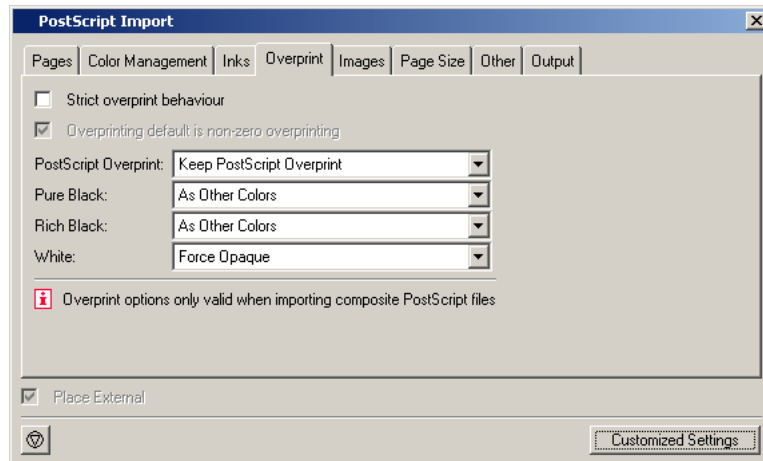 PostScript Import
Pages Color Management Inks Overprint Images Page Size Other Output
Strict overprint behaviour
Overprinting default is non-zero overprinting
PostScript Overprint: Keep PostScript Overprint
Pure Black: As Other Colors
Rich Black: As Other Colors
White: Force Opaque
Overprint options only valid when importing composite PostScript files
Place External
Customized Settings